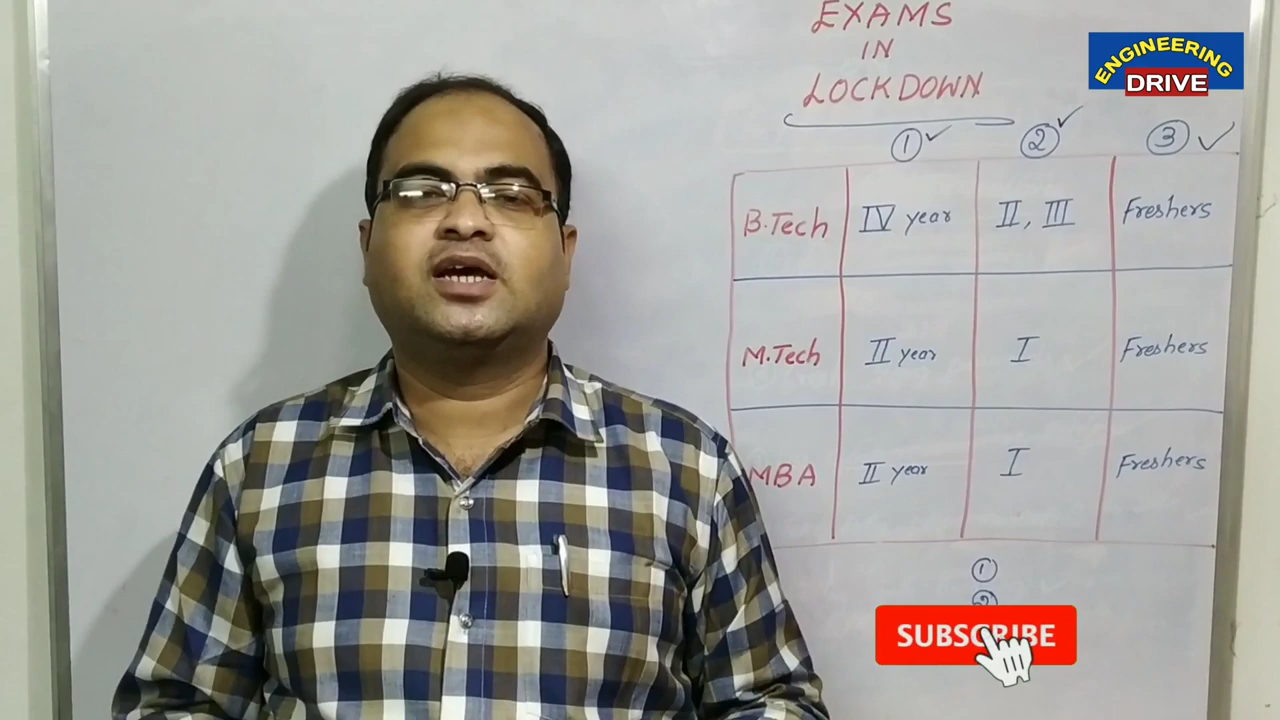 EXAMS
IN
LOCKDOWN
ENGINEERING
DRIVE
① ② ③
B.Tech IV year II, III Freshers
M.Tech II year I Freshers
MBA II year I Freshers
①
②
SUBSCRIBE